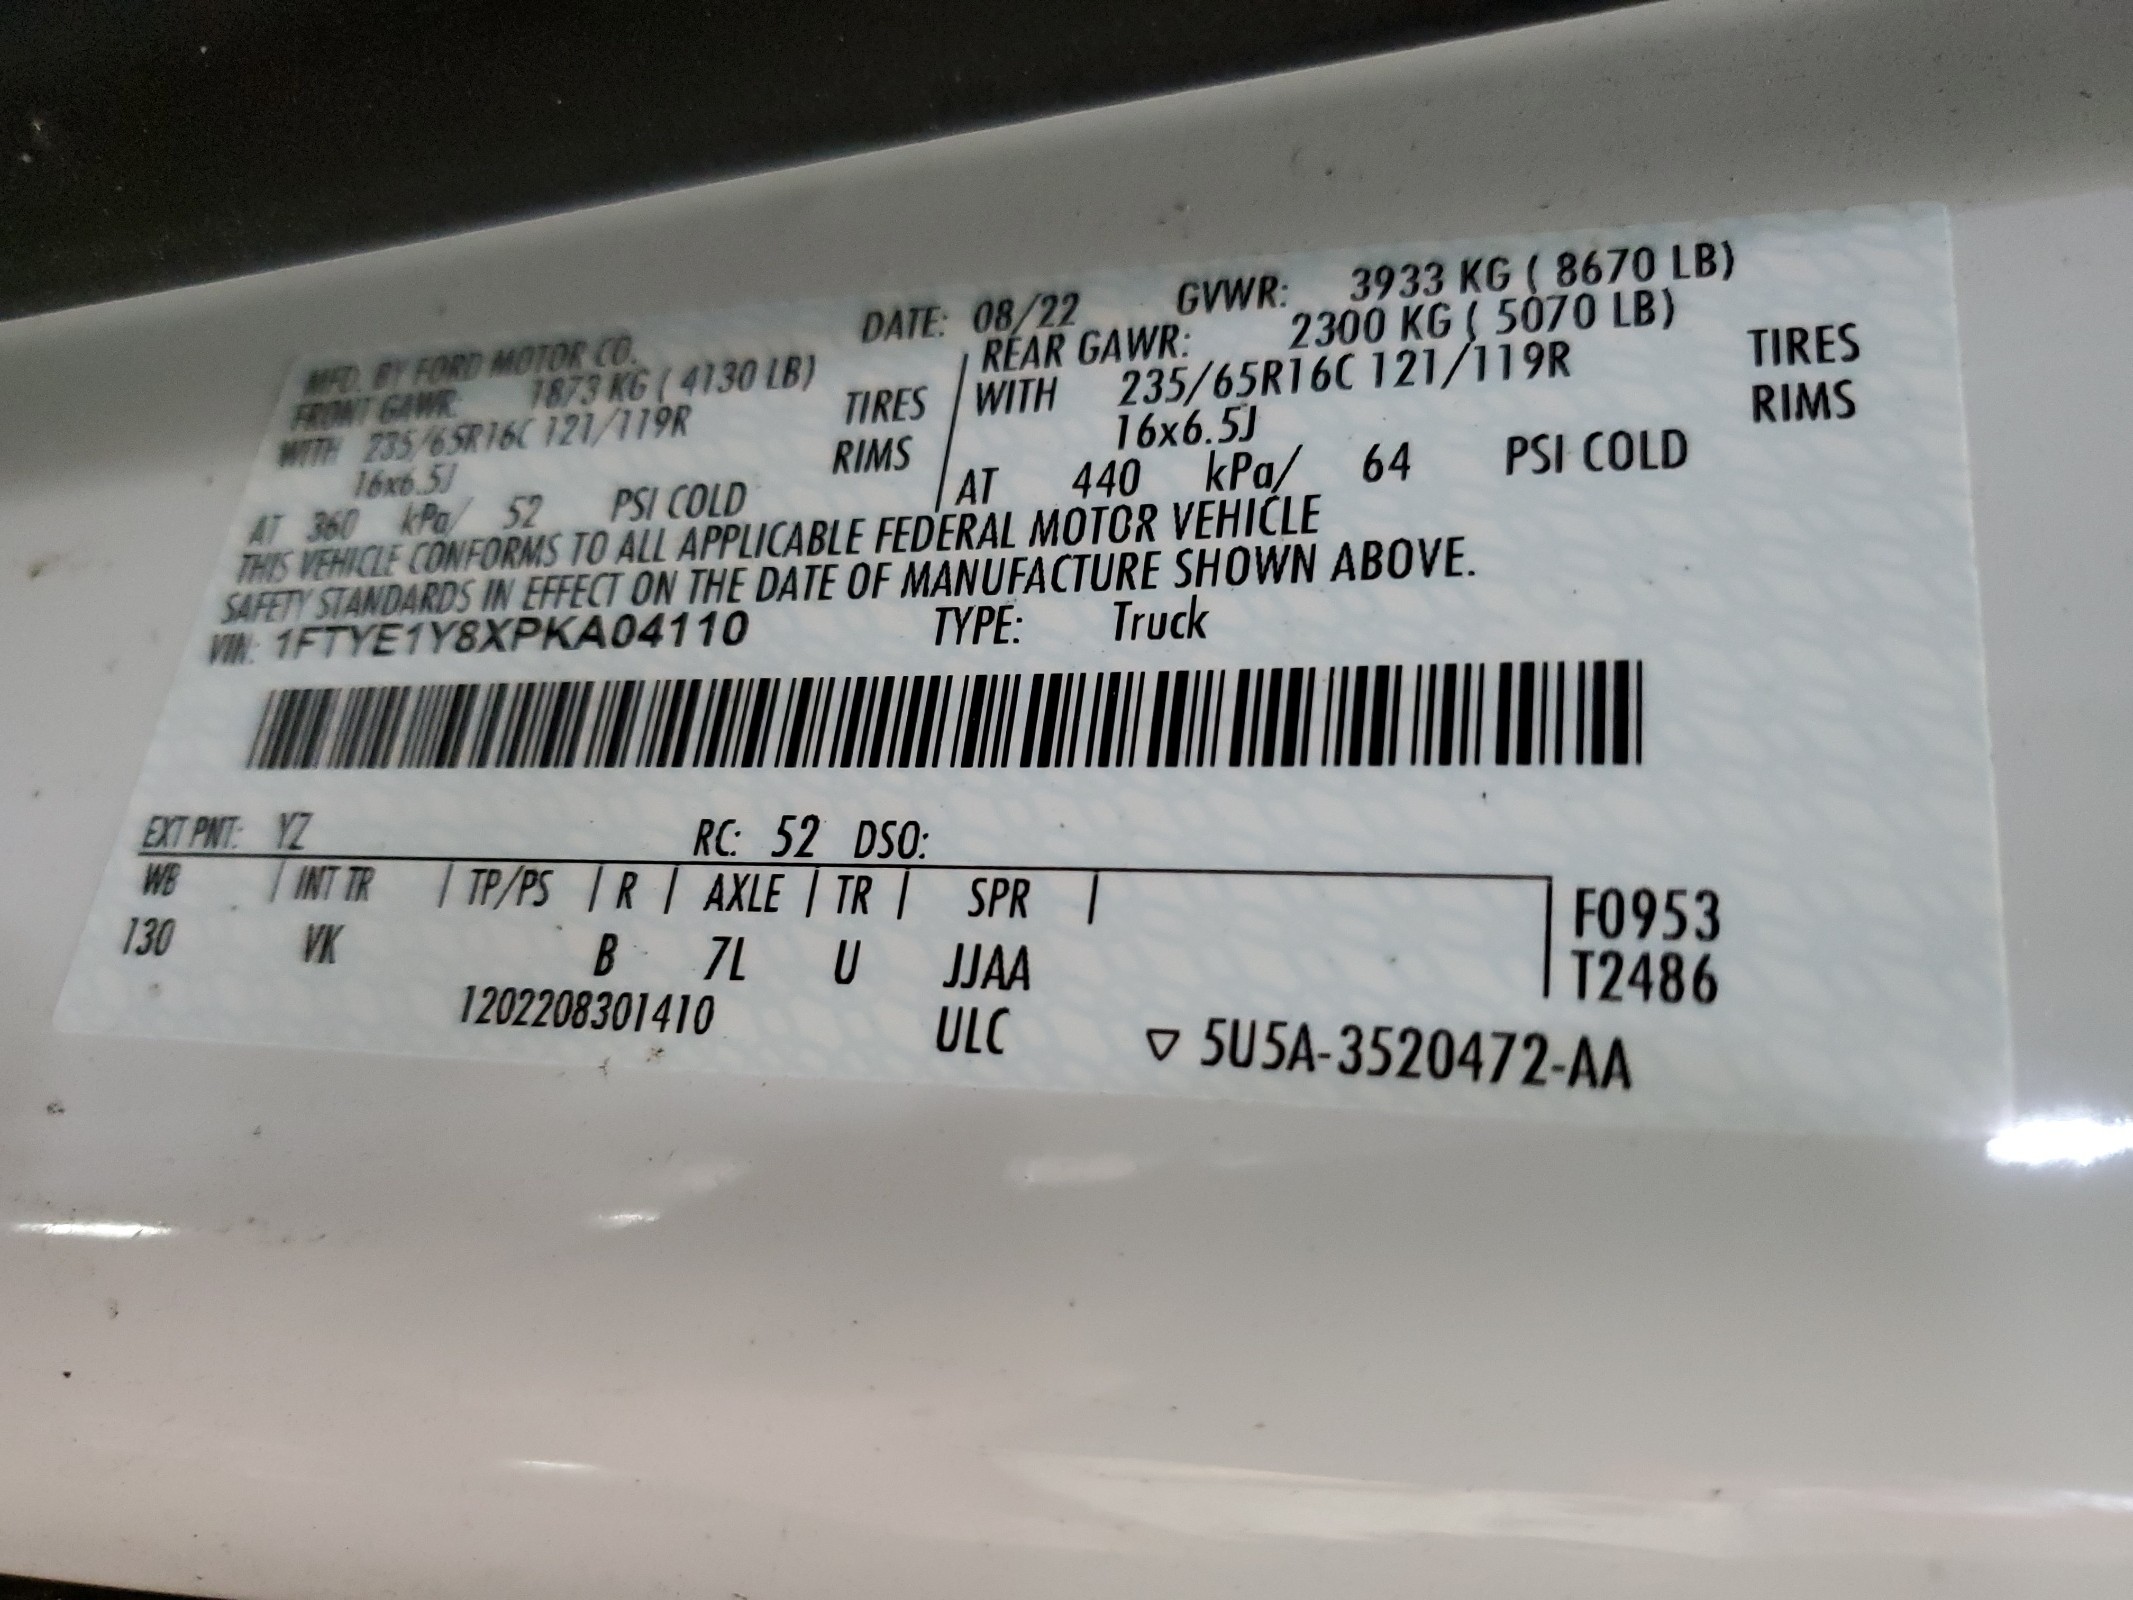 MFD. BY FORD MOTOR CO. DATE: 08/22 GVWR: 3933 KG ( 8670 LB)
FRONT GAWR: 1873 KG ( 4130 LB) REAR GAWR: 2300 KG ( 5070 LB)
WITH 235/65R16C 121/119R TIRES WITH 235/65R16C 121/119R TIRES
16x6.5J RIMS 16x6.5J RIMS
AT 360 kPa/ 52 PSI COLD AT 440 kPa/ 64 PSI COLD
THIS VEHICLE CONFORMS TO ALL APPLICABLE FEDERAL MOTOR VEHICLE
SAFETY STANDARDS IN EFFECT ON THE DATE OF MANUFACTURE SHOWN ABOVE.
VIN: 1FTYE1Y8XPKA04110 TYPE: Truck
EXT PNT: YZ RC: 52 DSO:
WB | INT TR | TP/PS | R | AXLE | TR | SPR | F0953
130 VK B 7L U JJAA T2486
1202208301410 ULC ▽ 5U5A-3520472-AA